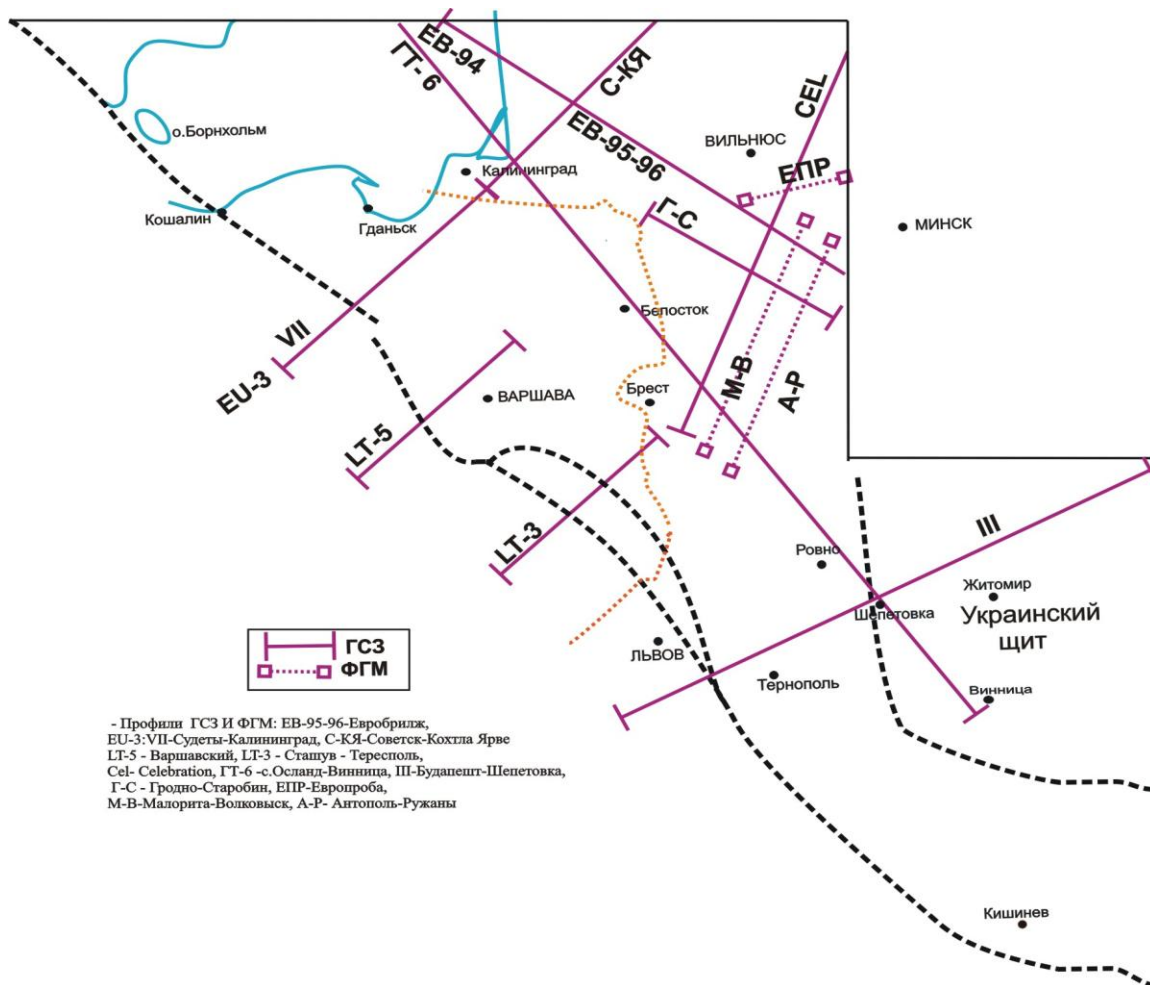 ЕВ-94
ГТ- 6
С-КЯ
CEL
о.Борнхольм
ЕВ-95-96
ВИЛЬНЮС
ЕПР
Калининград
Кошалин
Гданьск
Г-С
МИНСК
Белосток
VII
EU-3
М-В
А-Р
ВАРШАВА
Брест
LT-5
LT-3
III
Ровно
Житомир
Шепетовка
Украинский
щит
ЛЬВОВ
Тернополь
Винница
ГСЗ
ФГМ
- Профили ГСЗ И ФГМ: ЕВ-95-96-Евробрилж,
EU-3:VII-Судеты-Калининград, С-КЯ-Советск-Кохтла Ярве
LT-5 - Варшавский, LT-3 - Сташув - Тересполь,
Cel- Celebration, ГТ-6 -с.Осланд-Винница, III-Будапешт-Шепетовка,
Г-С - Гродно-Старобин, ЕПР-Европроба,
М-В-Малорита-Волковыск, А-Р- Антополь-Ружаны
Кишинев